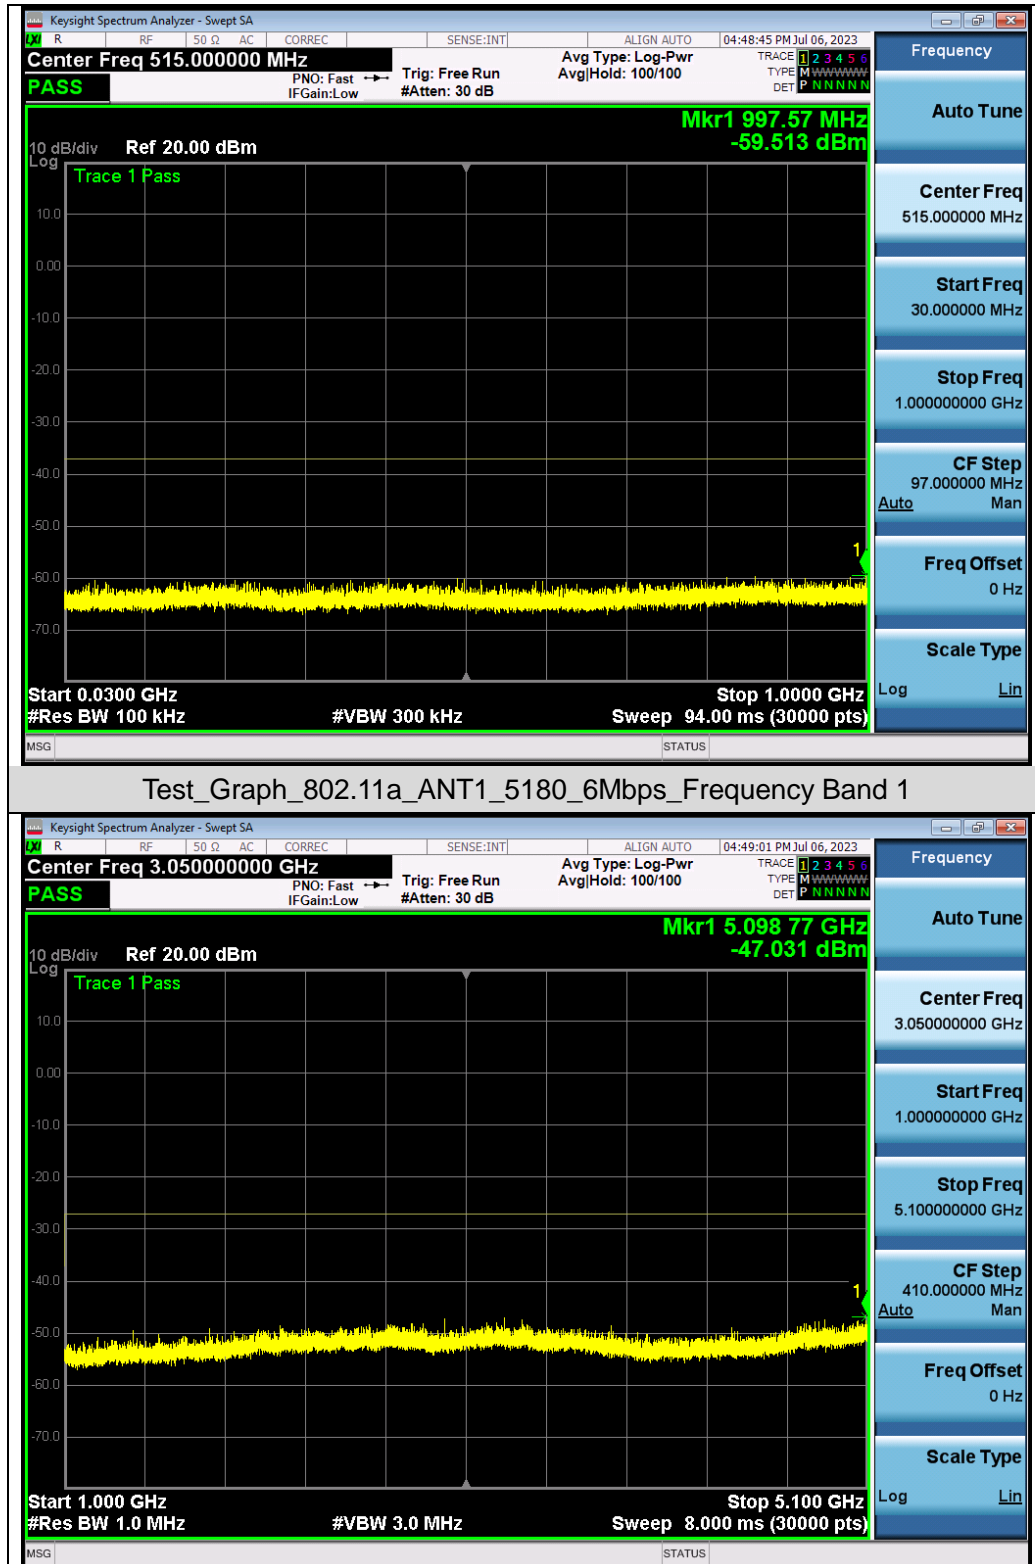 Keysight Spectrum Analyzer - Swept SA
LXI R RF 50 Ω AC CORREC SENSE:INT ALIGN AUTO 04:48:45 PM Jul 06, 2023
Center Freq 515.000000 MHz
PASS
PNO: Fast
IFGain:Low
Trig: Free Run
#Atten: 30 dB
Avg Type: Log-Pwr
Avg|Hold: 100/100
TRACE 1 2 3 4 5 6
TYPE M WWWWW
DET P N N N N N
Mkr1 997.57 MHz
-59.513 dBm
10 dB/div Ref 20.00 dBm
Log
Trace 1 Pass
10.0
0.00
-10.0
-20.0
-30.0
-40.0
-50.0
1
-60.0
-70.0
Start 0.0300 GHz Stop 1.0000 GHz
#Res BW 100 kHz #VBW 300 kHz Sweep 94.00 ms (30000 pts)
MSG STATUS
Frequency
Auto Tune
Center Freq
515.000000 MHz
Start Freq
30.000000 MHz
Stop Freq
1.000000000 GHz
CF Step
97.000000 MHz
Auto Man
Freq Offset
0 Hz
Scale Type
Log Lin
Test_Graph_802.11a_ANT1_5180_6Mbps_Frequency Band 1
Keysight Spectrum Analyzer - Swept SA
LXI R RF 50 Ω AC CORREC SENSE:INT ALIGN AUTO 04:49:01 PM Jul 06, 2023
Center Freq 3.050000000 GHz
PASS
PNO: Fast
IFGain:Low
Trig: Free Run
#Atten: 30 dB
Avg Type: Log-Pwr
Avg|Hold: 100/100
TRACE 1 2 3 4 5 6
TYPE M WWWWW
DET P N N N N N
Mkr1 5.098 77 GHz
-47.031 dBm
10 dB/div Ref 20.00 dBm
Log
Trace 1 Pass
10.0
0.00
-10.0
-20.0
-30.0
-40.0
1
-50.0
-60.0
-70.0
Start 1.000 GHz Stop 5.100 GHz
#Res BW 1.0 MHz #VBW 3.0 MHz Sweep 8.000 ms (30000 pts)
MSG STATUS
Frequency
Auto Tune
Center Freq
3.050000000 GHz
Start Freq
1.000000000 GHz
Stop Freq
5.100000000 GHz
CF Step
410.000000 MHz
Auto Man
Freq Offset
0 Hz
Scale Type
Log Lin